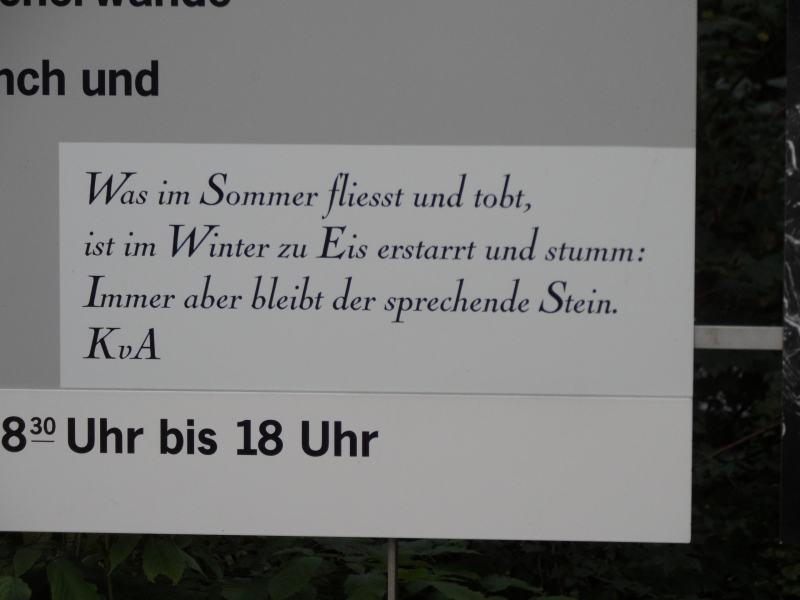 nch und
Was im Sommer fliesst und tobt,
ist im Winter zu Eis erstarrt und stumm:
Immer aber bleibt der sprechende Stein.
KvA
8³⁰ Uhr bis 18 Uhr